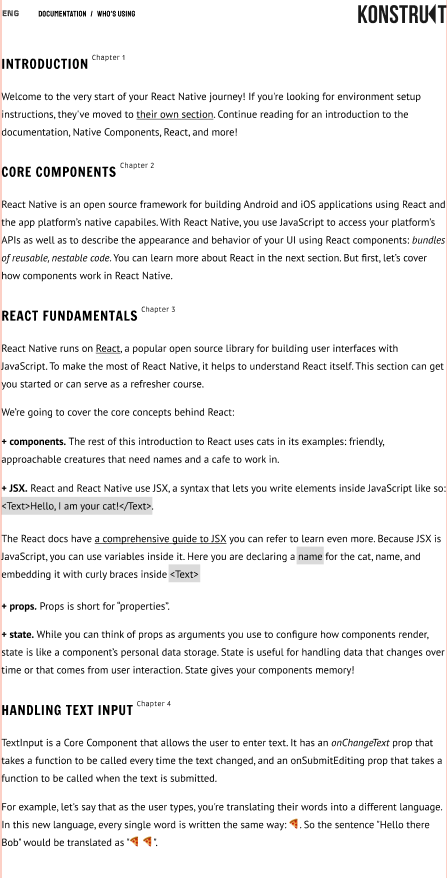 ENG DOCUMENTATION / WHO'S USING KONSTRUKT
INTRODUCTION Chapter 1
Welcome to the very start of your React Native journey! If you're looking for environment setup
instructions, they've moved to their own section. Continue reading for an introduction to the
documentation, Native Components, React, and more!
CORE COMPONENTS Chapter 2
React Native is an open source framework for building Android and iOS applications using React and
the app platform's native capabiles. With React Native, you use JavaScript to access your platform's
APIs as well as to describe the appearance and behavior of your UI using React components: bundles
of reusable, nestable code. You can learn more about React in the next section. But first, let's cover
how components work in React Native.
REACT FUNDAMENTALS Chapter 3
React Native runs on React, a popular open source library for building user interfaces with
JavaScript. To make the most of React Native, it helps to understand React itself. This section can get
you started or can serve as a refresher course.
We're going to cover the core concepts behind React:
+ components. The rest of this introduction to React uses cats in its examples: friendly,
approachable creatures that need names and a cafe to work in.
+ JSX. React and React Native use JSX, a syntax that lets you write elements inside JavaScript like so:
<Text>Hello, I am your cat!</Text>.
The React docs have a comprehensive guide to JSX you can refer to learn even more. Because JSX is
JavaScript, you can use variables inside it. Here you are declaring a name for the cat, name, and
embedding it with curly braces inside <Text>
+ props. Props is short for "properties".
+ state. While you can think of props as arguments you use to configure how components render,
state is like a component's personal data storage. State is useful for handling data that changes over
time or that comes from user interaction. State gives your components memory!
HANDLING TEXT INPUT Chapter 4
TextInput is a Core Component that allows the user to enter text. It has an onChangeText prop that
takes a function to be called every time the text changed, and an onSubmitEditing prop that takes a
function to be called when the text is submitted.
For example, let's say that as the user types, you're translating their words into a different language.
In this new language, every single word is written the same way: 🍕. So the sentence "Hello there
Bob" would be translated as "🍕 🍕".